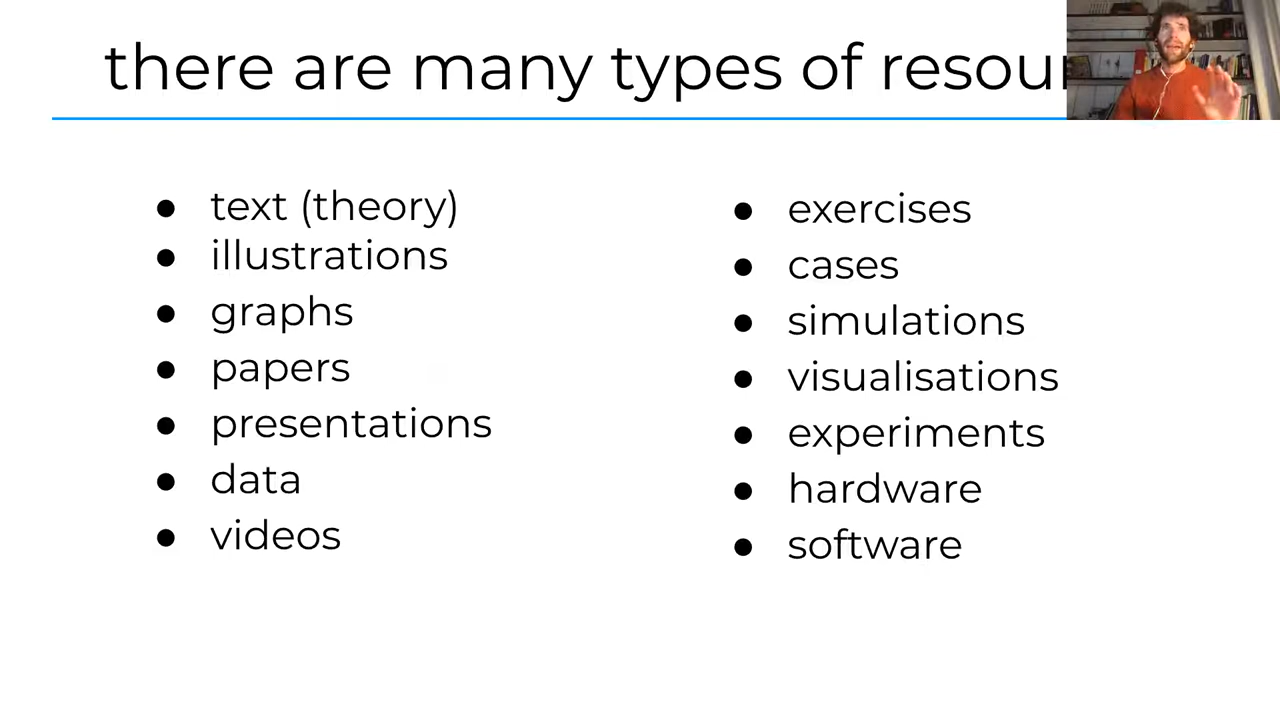 there are many types of resour
● text (theory)
● illustrations
● graphs
● papers
● presentations
● data
● videos
● exercises
● cases
● simulations
● visualisations
● experiments
● hardware
● software